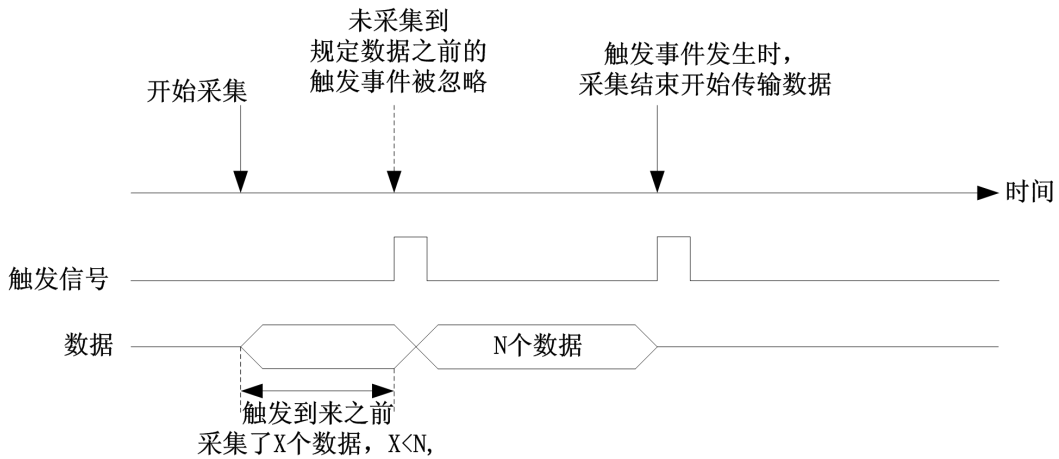 未采集到
规定数据之前的
触发事件被忽略
触发事件发生时，
采集结束开始传输数据
开始采集
时间
触发信号
数据
N个数据
触发到来之前
采集了X个数据，X<N,